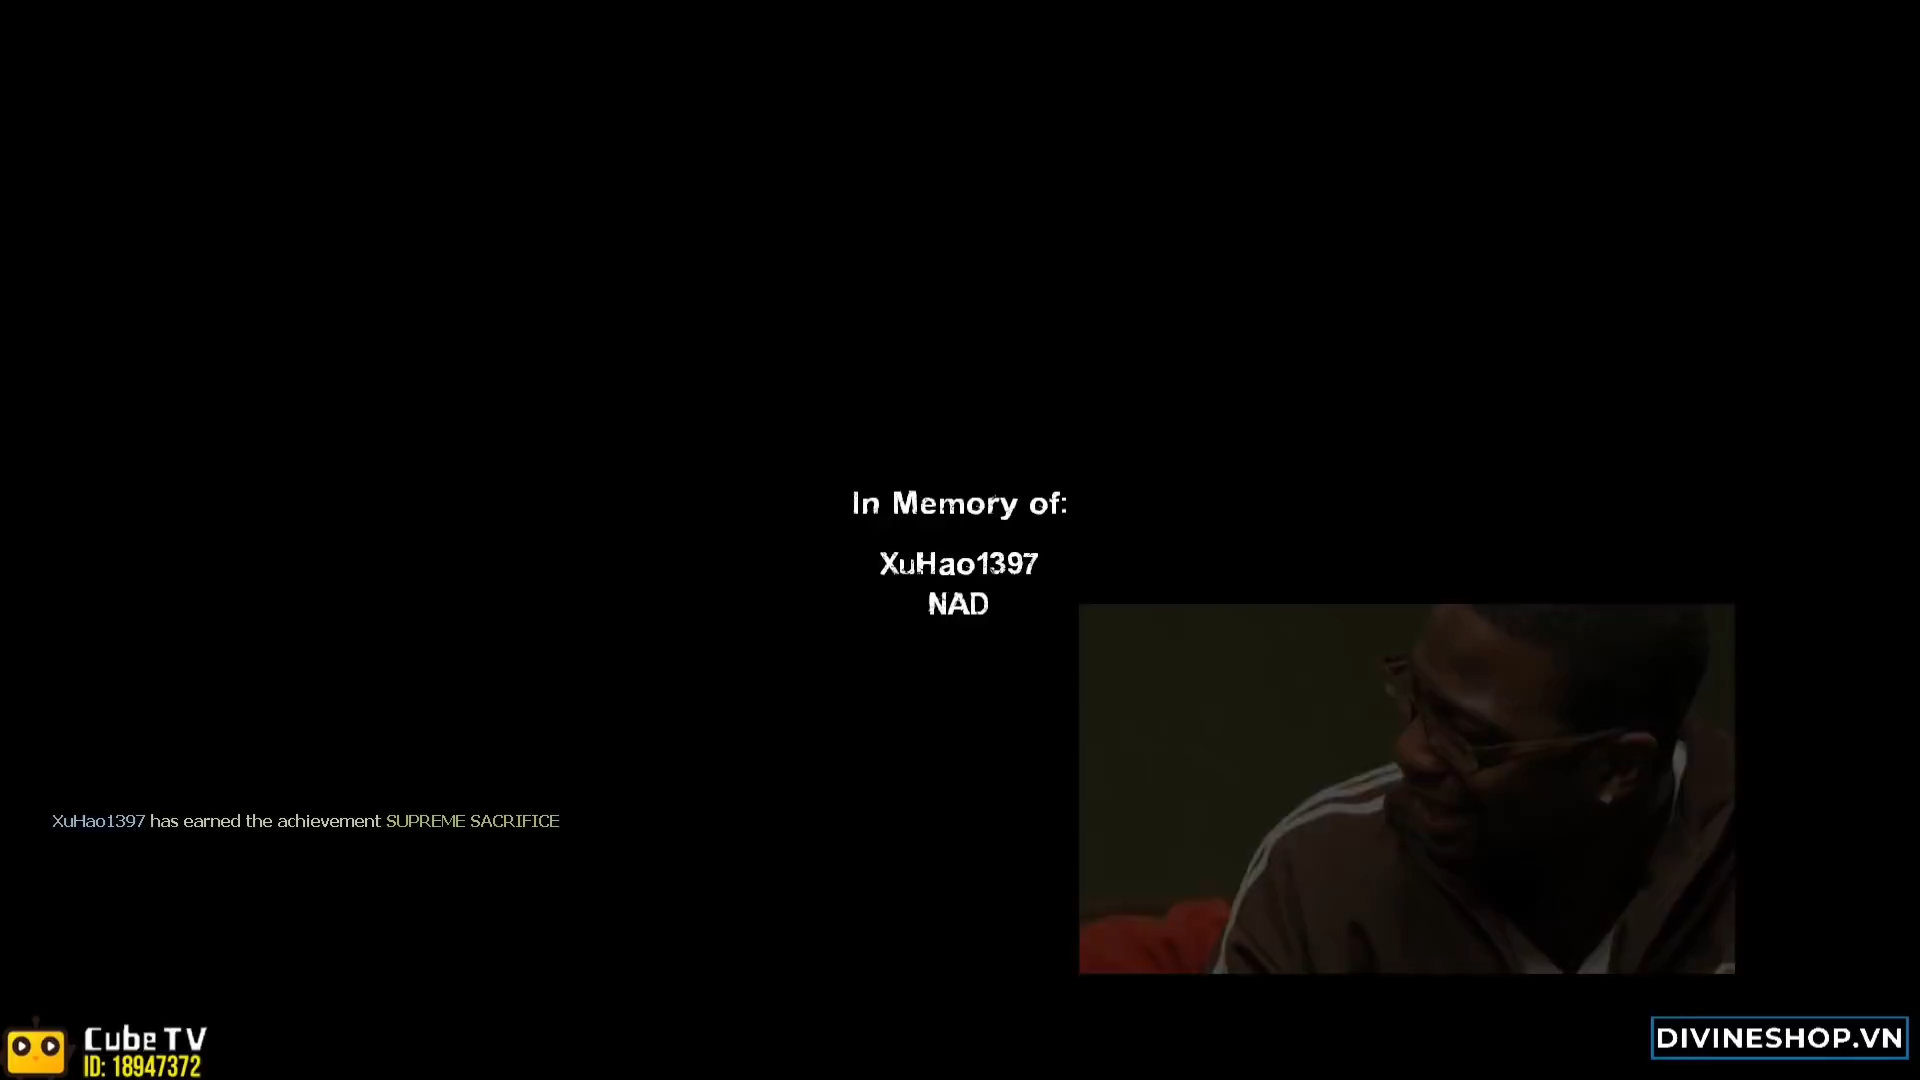 In Memory of:
XuHao1397
NAD
XuHao1397 has earned the achievement SUPREME SACRIFICE
Cube TV
ID: 18947372
DIVINESHOP.VN